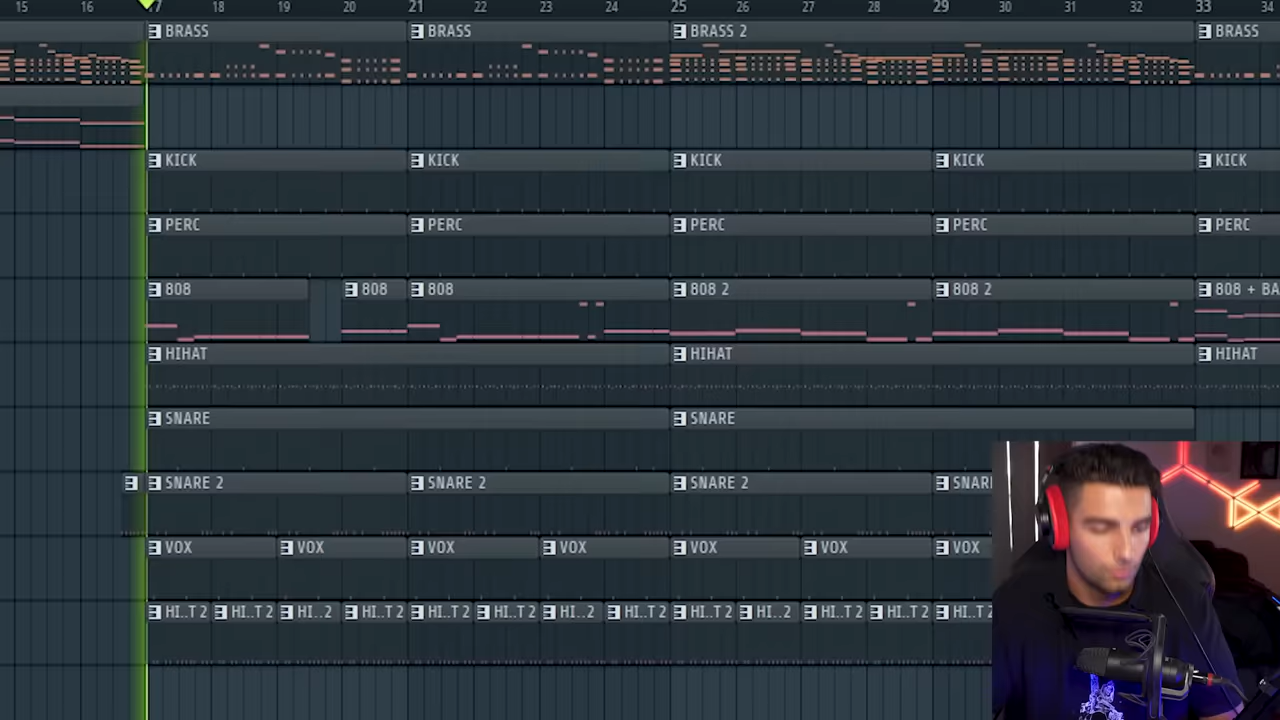 15 16 17 18 19 20 21 22 23 24 25 26 27 28 29 30 31 32 33 34
BRASS BRASS BRASS 2 BRASS
KICK KICK KICK KICK KICK
PERC PERC PERC PERC PERC
808 808 808 808 2 808 2 808 + BA
HIHAT HIHAT HIHAT
SNARE SNARE
SNARE 2 SNARE 2 SNARE 2 SNAR
VOX VOX VOX VOX VOX VOX VOX
HI..T 2 HI..T 2 HI..2 HI..T 2 HI..T 2 HI..T 2 HI..2 HI..T 2 HI..T 2 HI..2 HI..T 2 HI..T 2 HI..T 2